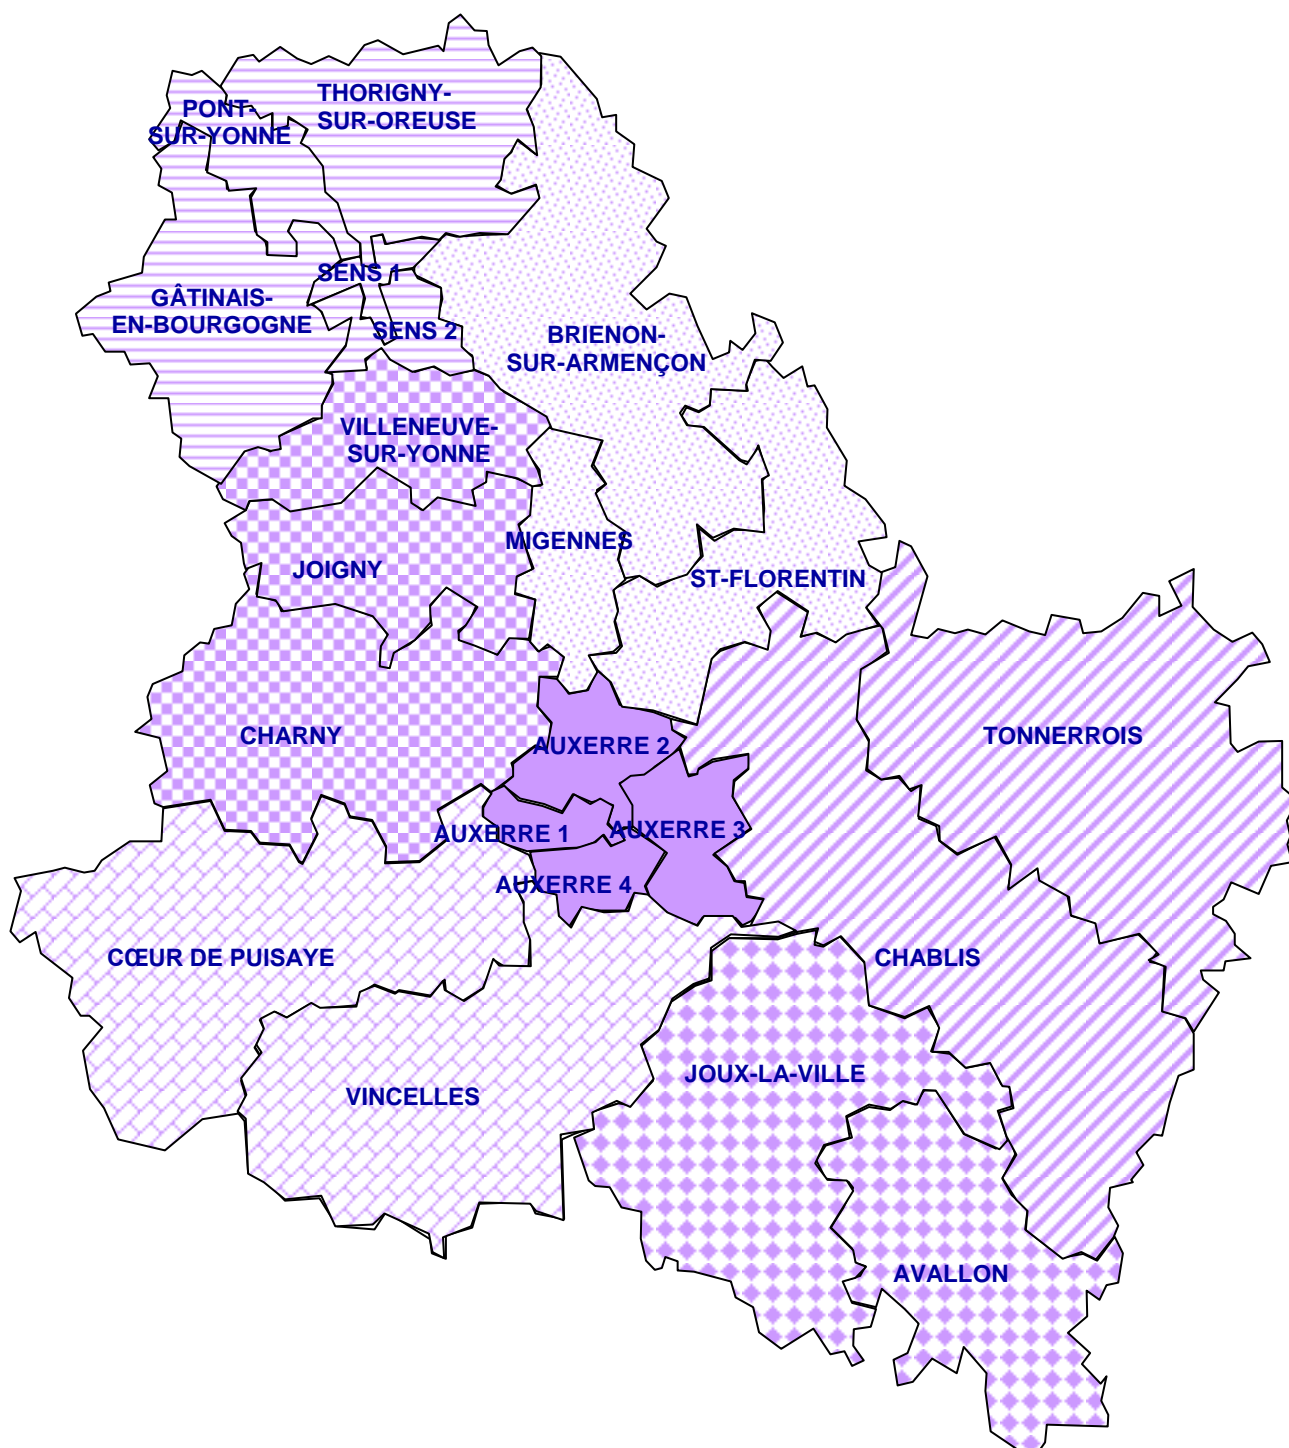 THORIGNY-
SUR-OREUSE
PONT-
SUR-YONNE
SENS 1
GÂTINAIS-
EN-BOURGOGNE
SENS 2
BRIENON-
SUR-ARMENÇON
VILLENEUVE-
SUR-YONNE
MIGENNES
JOIGNY
ST-FLORENTIN
CHARNY
TONNERROIS
AUXERRE 2
AUXERRE 1
AUXERRE 3
AUXERRE 4
CŒUR DE PUISAYE
CHABLIS
JOUX-LA-VILLE
VINCELLES
AVALLON